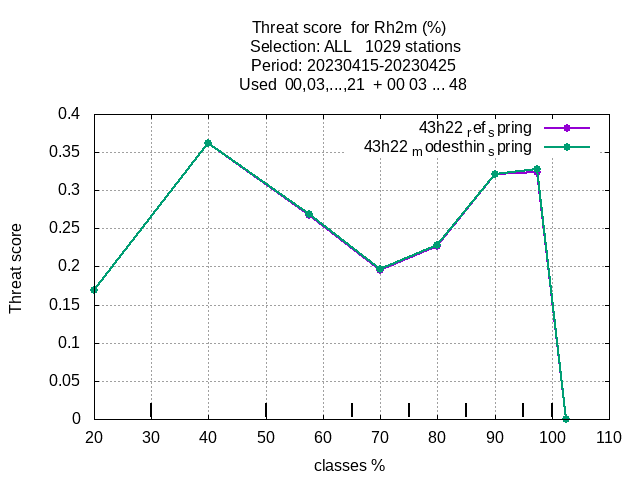 Threat score for Rh2m (%)
Selection: ALL 1029 stations
Period: 20230415-20230425
Used 00,03,...,21 + 00 03 ... 48
43h22 ref spring
43h22 modesthin spring
0.4
0.35
0.3
0.25
0.2
0.15
0.1
0.05
0
Threat score
20 30 40 50 60 70 80 90 100 110
classes %